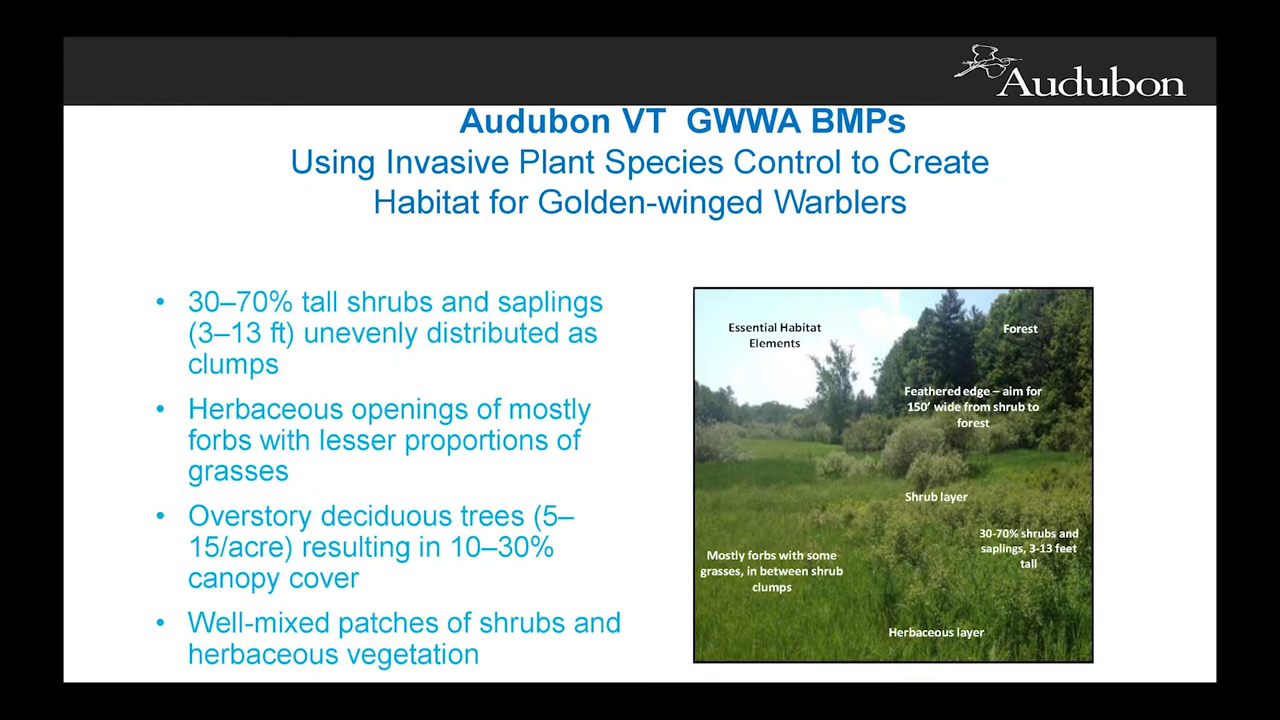 Audubon
Audubon VT GWWA BMPs
Using Invasive Plant Species Control to Create
Habitat for Golden-winged Warblers
• 30–70% tall shrubs and saplings
(3–13 ft) unevenly distributed as
clumps
• Herbaceous openings of mostly
forbs with lesser proportions of
grasses
• Overstory deciduous trees (5–
15/acre) resulting in 10–30%
canopy cover
• Well-mixed patches of shrubs and
herbaceous vegetation
Essential Habitat
Elements
Forest
Feathered edge – aim for
150’ wide from shrub to
forest
Shrub layer
30-70% shrubs and
saplings, 3-13 feet
tall
Mostly forbs with some
grasses, in between shrub
clumps
Herbaceous layer